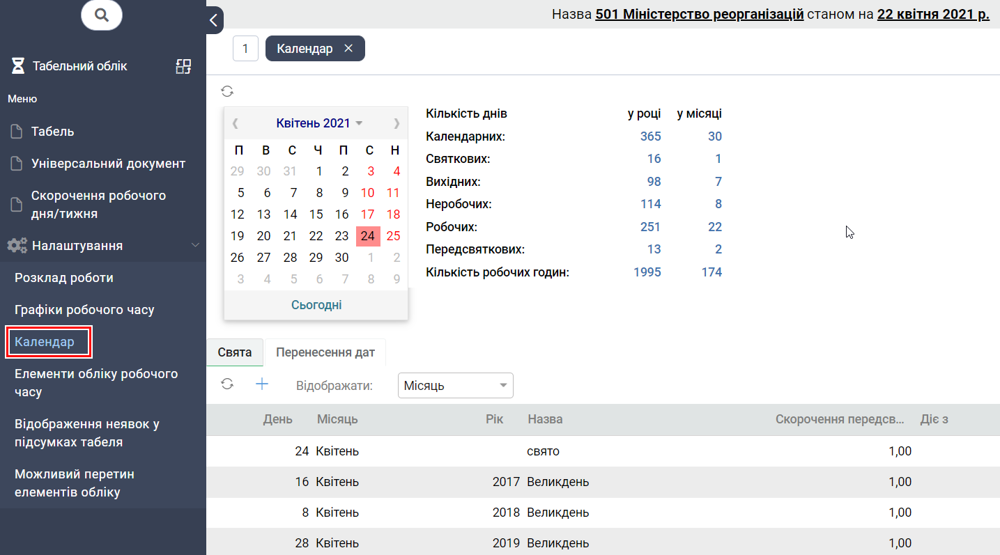 Назва 501 Міністерство реорганізацій станом на 22 квітня 2021 р.
1 Календар
Табельний облік
Меню
Табель
Універсальний документ
Скорочення робочого
дня/тижня
Налаштування
Розклад роботи
Графіки робочого часу
Календар
Елементи обліку робочого
часу
Відображення неявок у
підсумках табеля
Можливий перетин
елементів обліку
Квітень 2021
П В С Ч П С Н
29 30 31 1 2 3 4
5 6 7 8 9 10 11
12 13 14 15 16 17 18
19 20 21 22 23 24 25
26 27 28 29 30 1 2
3 4 5 6 7 8 9
Сьогодні
Кількість днів у році у місяці
Календарних: 365 30
Святкових: 16 1
Вихідних: 98 7
Неробочих: 114 8
Робочих: 251 22
Передсвяткових: 13 2
Кількість робочих годин: 1995 174
Свята Перенесення дат
Відображати: Місяць
День Місяць Рік Назва Скорочення передсв... Діє з
24 Квітень свято 1,00
16 Квітень 2017 Великдень 1,00
8 Квітень 2018 Великдень 1,00
28 Квітень 2019 Великдень 1,00